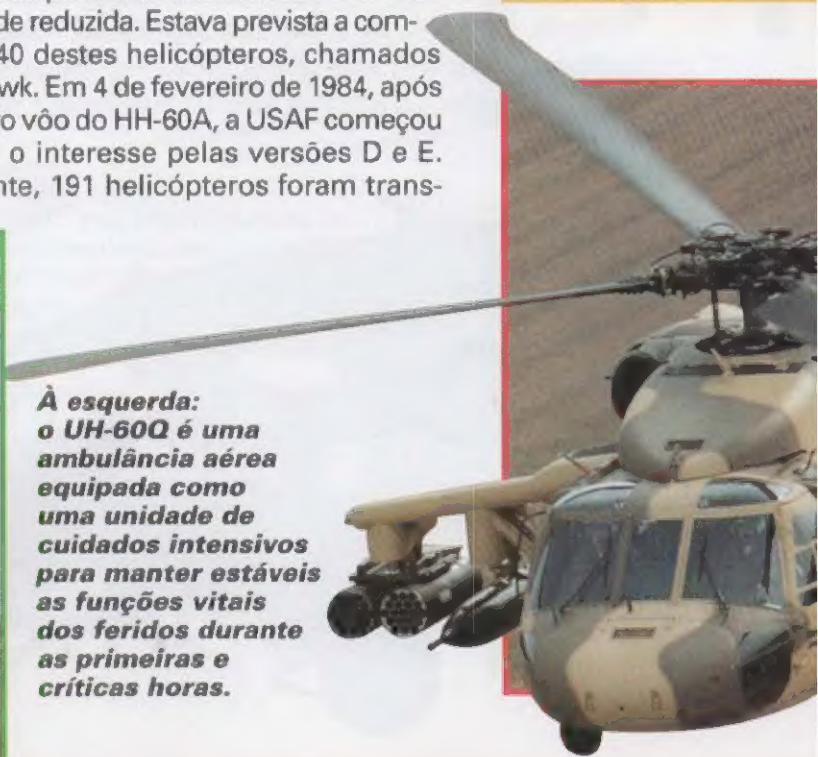 de reduzida. Estava prevista a com-
40 destes helicópteros, chamados
wk. Em 4 de fevereiro de 1984, após
o vôo do HH-60A, a USAF começou
o interesse pelas versões D e E.
nte, 191 helicópteros foram trans-
À esquerda:
o UH-60Q é uma
ambulância aérea
equipada como
uma unidade de
cuidados intensivos
para manter estáveis
as funções vitais
dos feridos durante
as primeiras e
críticas horas.